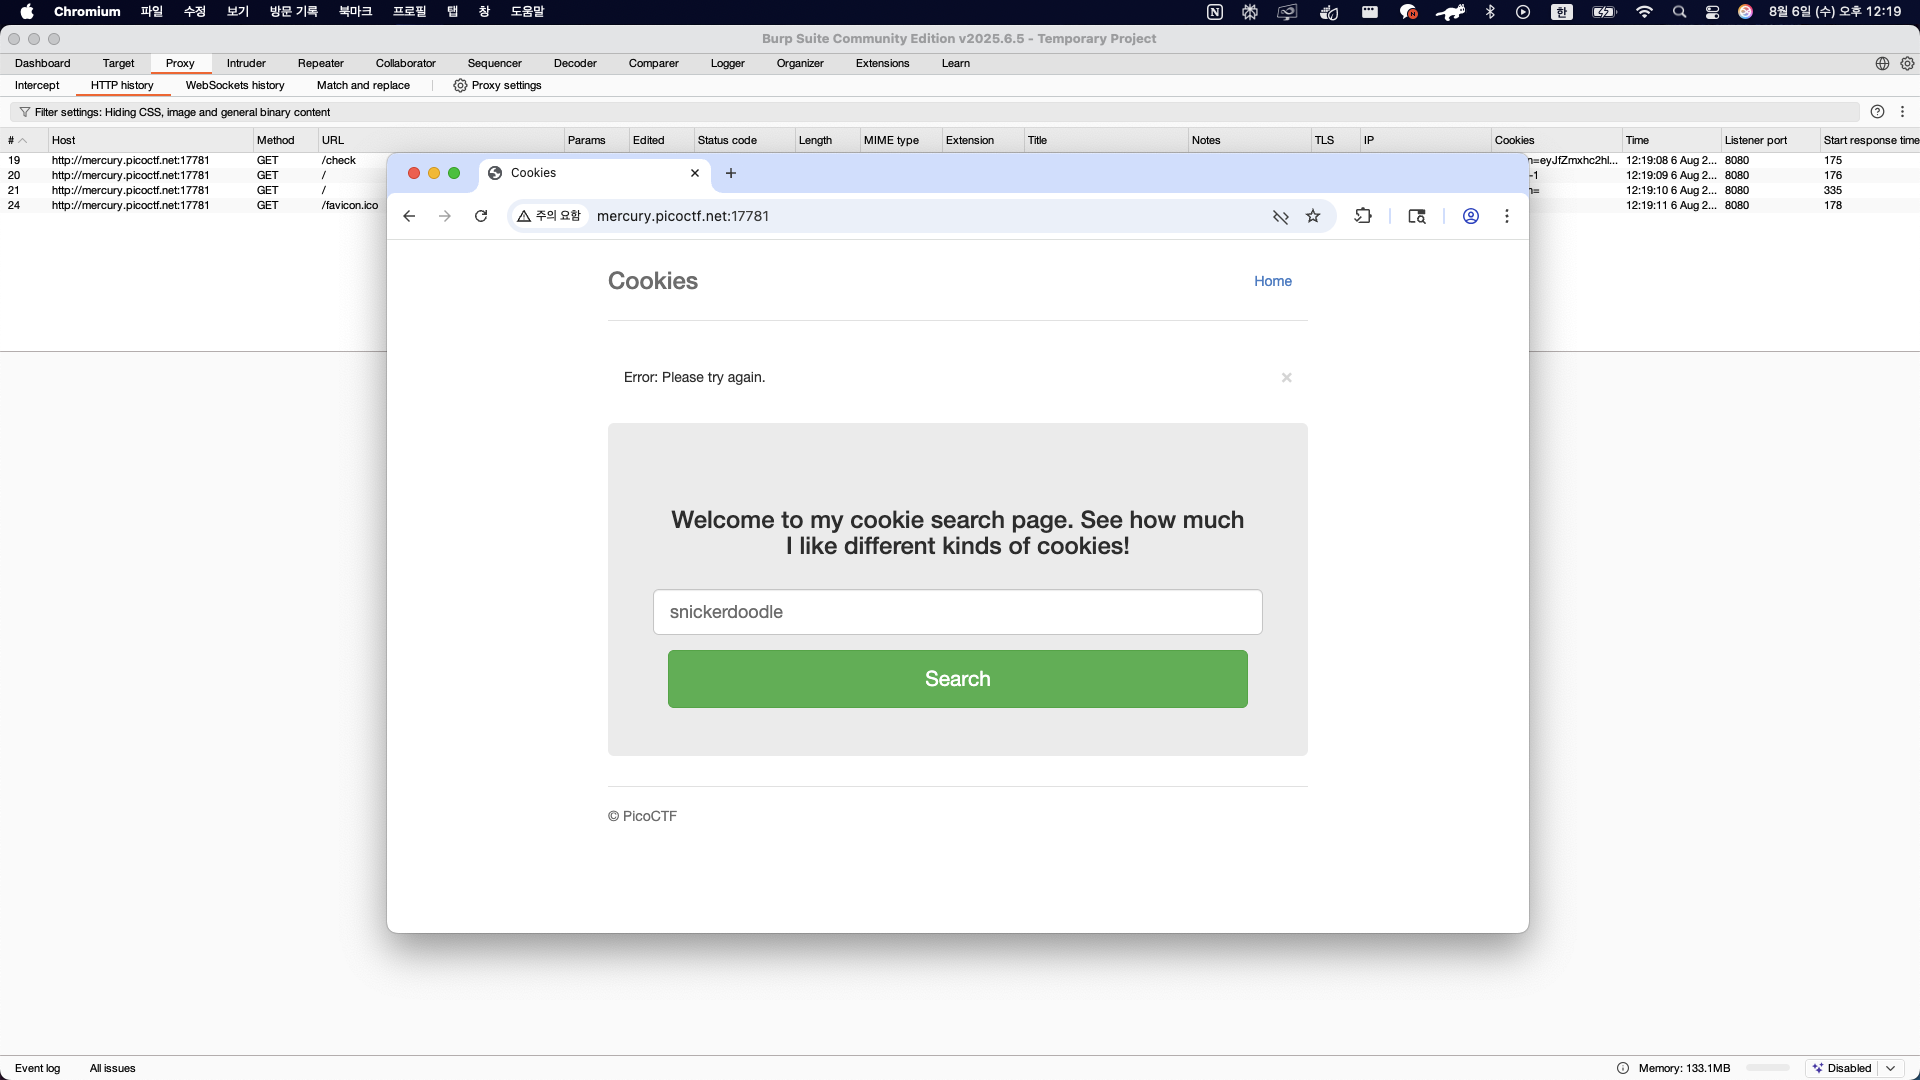 Chromium 파일 수정 보기 방문 기록 북마크 프로필 탭 창 도움말 한 8월 6일 (수) 오후 12:19
Burp Suite Community Edition v2025.6.5 - Temporary Project
Dashboard Target Proxy Intruder Repeater Collaborator Sequencer Decoder Comparer Logger Organizer Extensions Learn
Intercept HTTP history WebSockets history Match and replace Proxy settings
Filter settings: Hiding CSS, image and general binary content
# Host Method URL Params Edited Status code Length MIME type Extension Title Notes TLS IP Cookies Time Listener port Start response time
19 http://mercury.picoctf.net:17781 GET /check n=eyJfZmxhc2hl... 12:19:08 6 Aug 2... 8080 175
20 http://mercury.picoctf.net:17781 GET / -1 12:19:09 6 Aug 2... 8080 176
21 http://mercury.picoctf.net:17781 GET / n= 12:19:10 6 Aug 2... 8080 335
24 http://mercury.picoctf.net:17781 GET /favicon.ico 12:19:11 6 Aug 2... 8080 178
Cookies
주의 요함 mercury.picoctf.net:17781
Cookies Home
Error: Please try again. ×
Welcome to my cookie search page. See how much
I like different kinds of cookies!
snickerdoodle
Search
© PicoCTF
Event log All issues Memory: 133.1MB Disabled